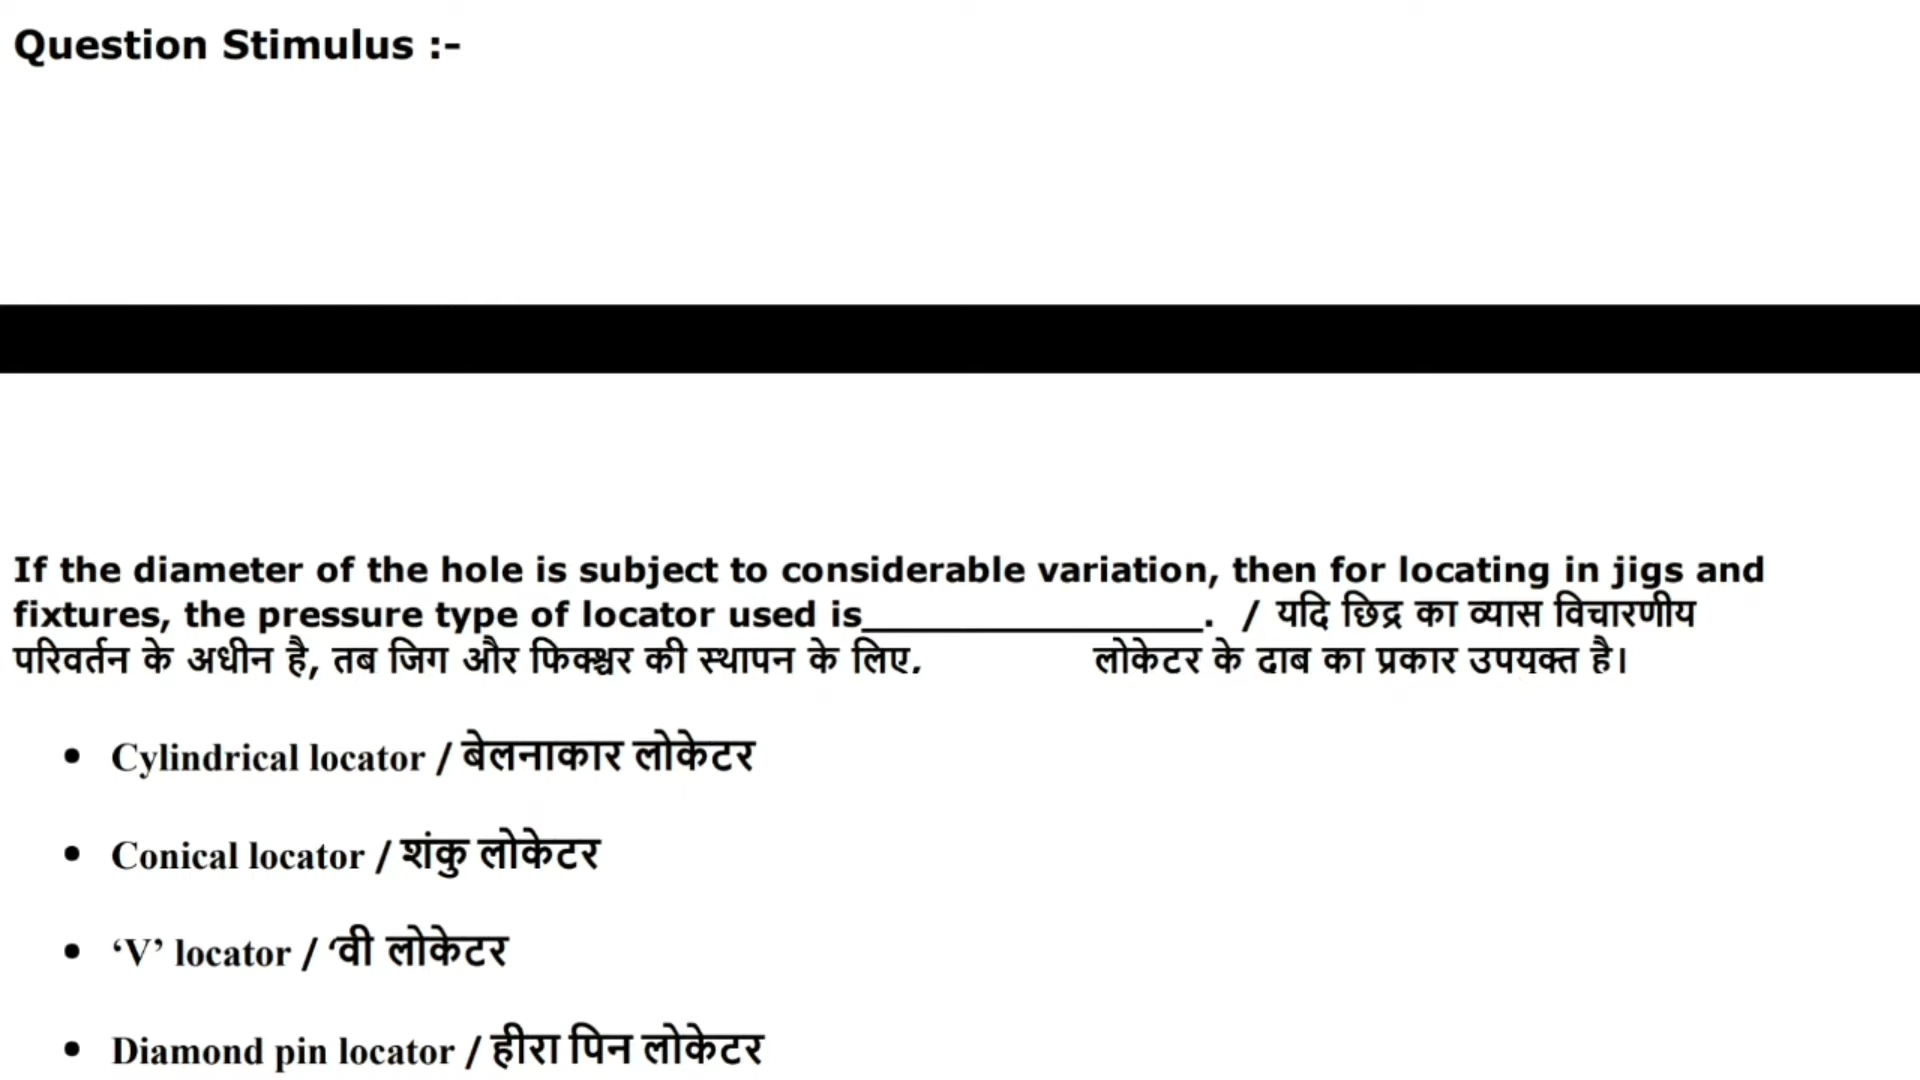 Question Stimulus :-
If the diameter of the hole is subject to considerable variation, then for locating in jigs and
fixtures, the pressure type of locator used is_________________. / यदि छिद्र का व्यास विचारणीय
परिवर्तन के अधीन है, तब जिग और फिक्श्चर की स्थापन के लिए, लोकेटर के दाब का प्रकार उपयुक्त है।
• Cylindrical locator / बेलनाकार लोकेटर
• Conical locator / शंकु लोकेटर
• ‘V’ locator / ‘वी लोकेटर
• Diamond pin locator / हीरा पिन लोकेटर